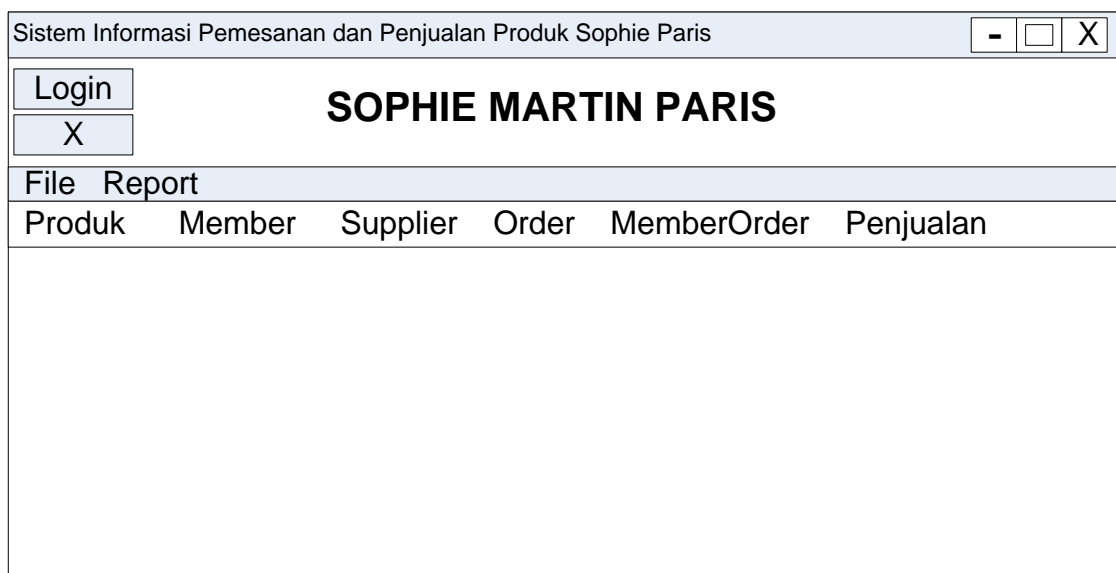 Sistem Informasi Pemesanan dan Penjualan Produk Sophie Paris - X
Login
SOPHIE MARTIN PARIS
X
File Report
Produk Member Supplier Order MemberOrder Penjualan